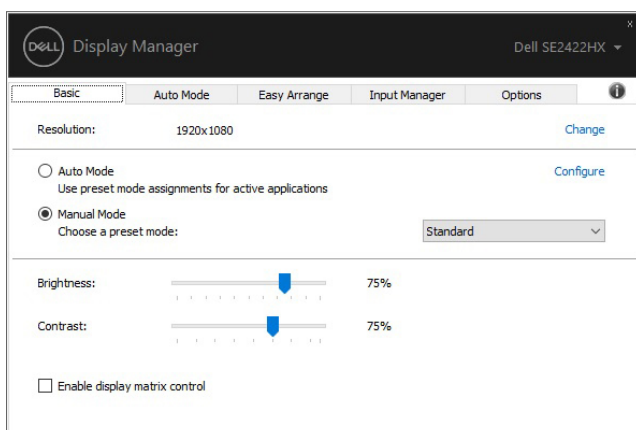 x
DELL Display Manager Dell SE2422HX
Basic Auto Mode Easy Arrange Input Manager Options i
Resolution: 1920x1080 Change
Auto Mode Configure
Use preset mode assignments for active applications
Manual Mode
Choose a preset mode: Standard
Brightness: 75%
Contrast: 75%
Enable display matrix control